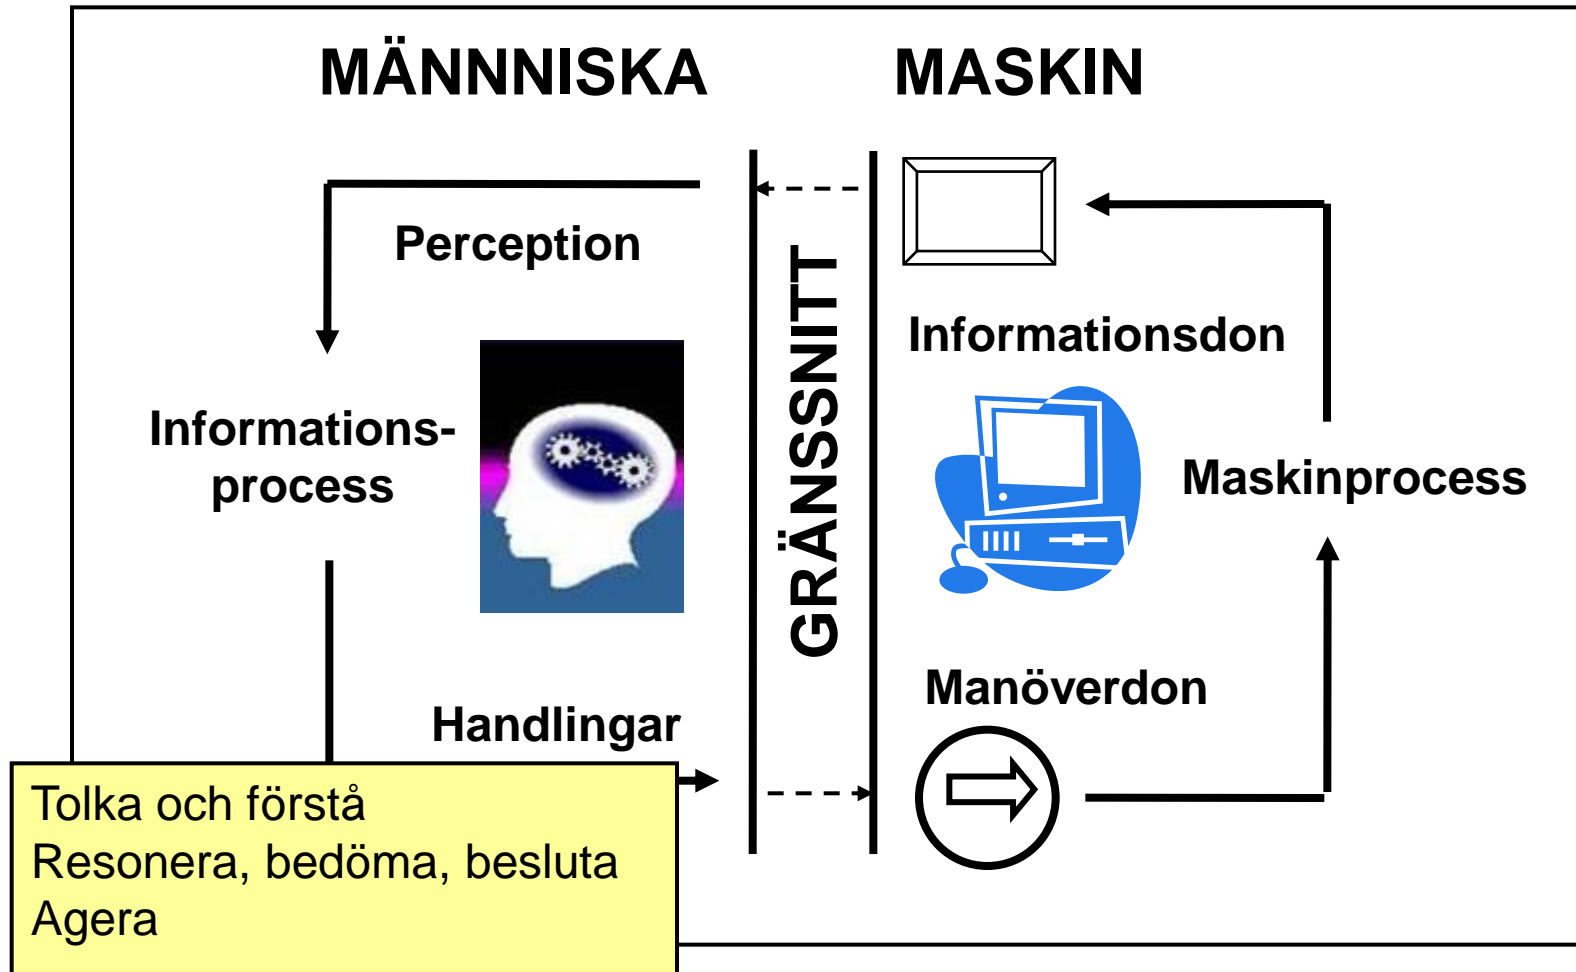 MÄNNNISKA MASKIN
Perception
GRÄNSSNITT
Informationsdon
Informations-
process
Maskinprocess
Manöverdon
Handlingar
Tolka och förstå
Resonera, bedöma, besluta
Agera